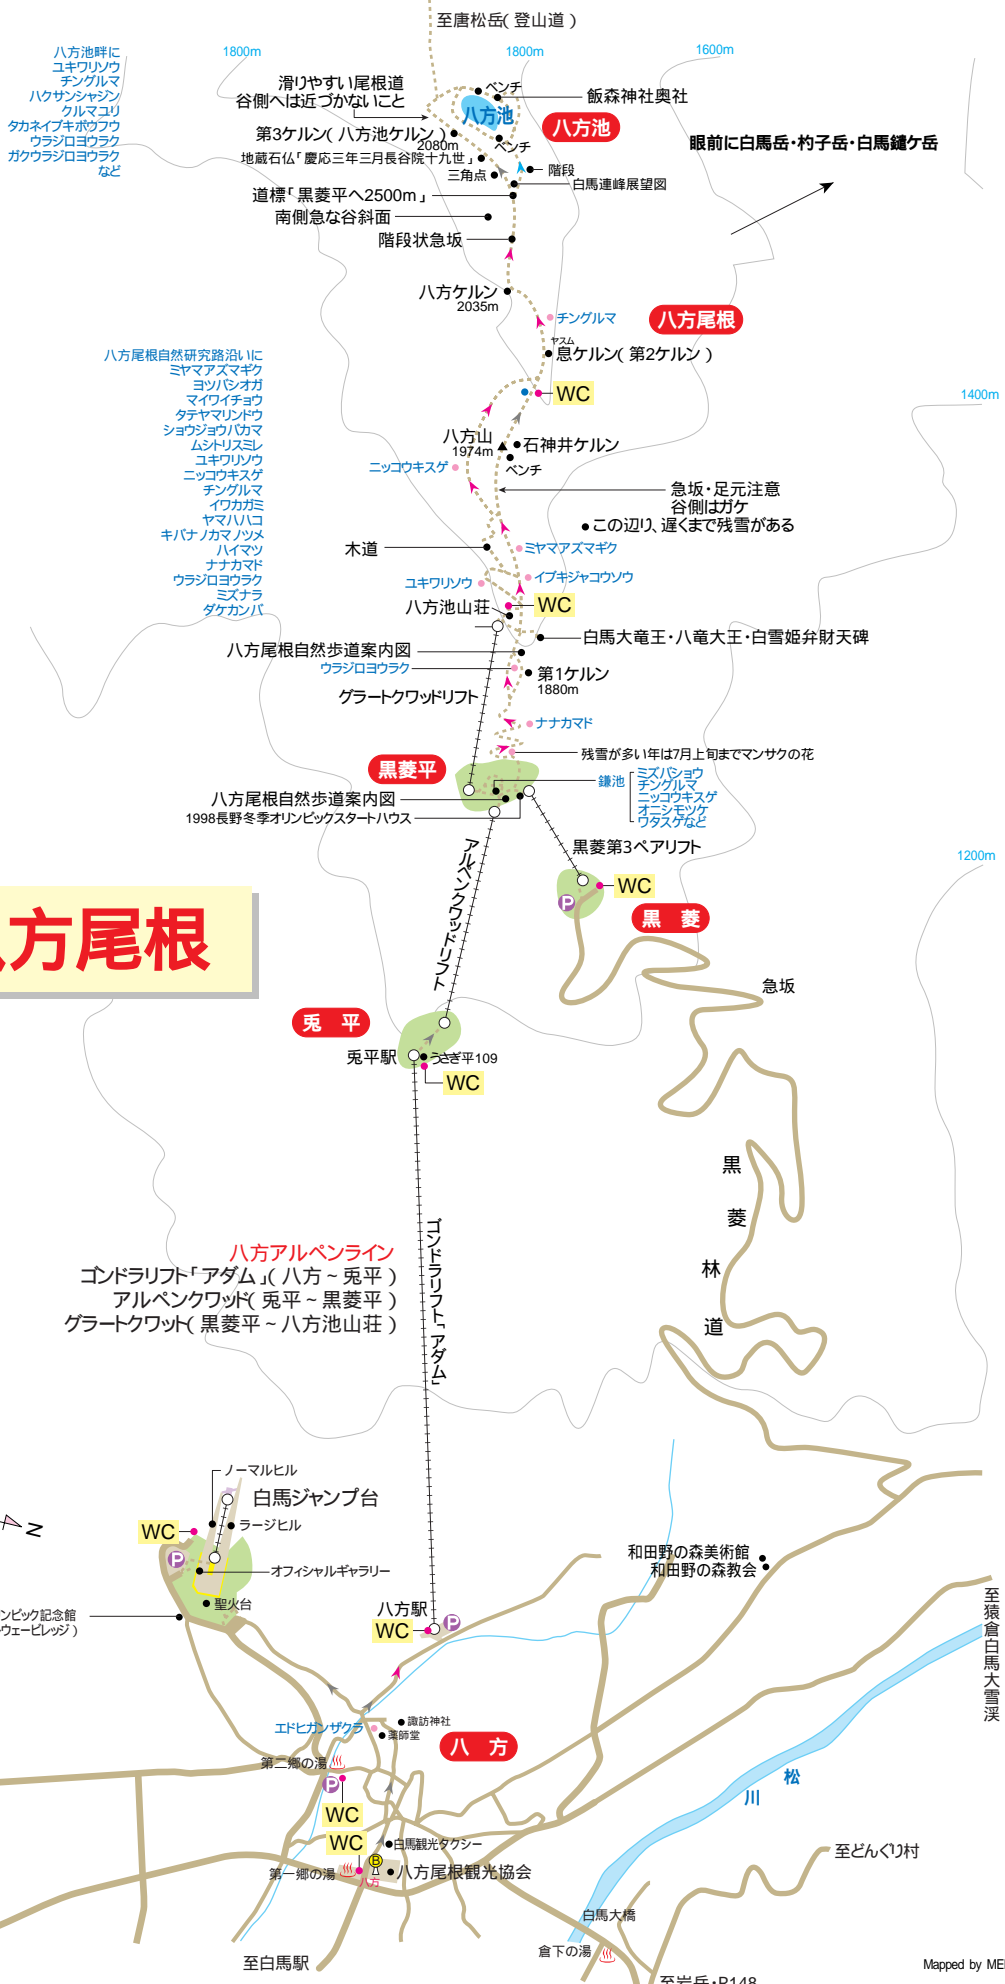 至唐松岳(登山道)
八方池畔に
ユキワリソウ
チングルマ
ハクサンシャジン
クルマユリ
タカネイブキボウフウ
ウラジロヨウラク
ガクウラジロヨウラク
など
1800m
1800m
1600m
滑りやすい尾根道
谷側へは近づかないこと
ベンチ
飯森神社奥社
八方池
八方池
第3ケルン(八方池ケルン)
2080m
ベンチ
眼前に白馬岳・杓子岳・白馬鑓ケ岳
地蔵石仏「慶応三年三月長谷院十九世」
三角点
階段
白馬連峰展望図
道標「黒菱平へ2500m」
南側急な谷斜面
階段状急坂
八方ケルン
2035m
チングルマ
八方尾根
ヤスム
息ケルン(第2ケルン)
WC
1400m
八方尾根自然研究路沿いに
ミヤマアズマギク
ヨツバシオガ
マイワイチョウ
タテヤマリンドウ
ショウジョウバカマ
ムシトリスミレ
ユキワリソウ
ニッコウキスゲ
チングルマ
イワカガミ
ヤマハハコ
キバナノカマノツメ
ハイマツ
ナナカマド
ウラジロヨウラク
ミズナラ
ダケカンバ
八方山
1974m
石神井ケルン
ベンチ
ニッコウキスゲ
急坂・足元注意
谷側はガケ
この辺り、遅くまで残雪がある
木道
ミヤマアズマギク
ユキワリソウ
イブキジャコウソウ
八方池山荘
WC
白馬大竜王・八竜大王・白雪姫弁財天碑
八方尾根自然歩道案内図
ウラジロヨウラク
第1ケルン
1880m
グラートクワッドリフト
ナナカマド
残雪が多い年は7月上旬までマンサクの花
黒菱平
鎌池
ミズバショウ
チングルマ
ニッコウキスゲ
オニシモツケ
ワタスゲなど
八方尾根自然歩道案内図
1998長野冬季オリンピックスタートハウス
アルペンクワッドリフト
黒菱第3ペアリフト
1200m
WC
P
黒 菱
方尾根
急坂
兎 平
兎平駅
うさぎ平109
WC
黒菱林道
ゴンドラリフト「アダム」
八方アルペンライン
ゴンドラリフト「アダム」(八方~兎平)
アルペンクワッド(兎平~黒菱平)
グラートクワット(黒菱平~八方池山荘)
ノーマルヒル
白馬ジャンプ台
N
WC
ラージヒル
P
オフィシャルギャラリー
聖火台
ンピック記念館
ウェービレッジ)
和田野の森美術館
和田野の森教会
八方駅
P
WC
至猿倉白馬大雪渓
エドヒガンザクラ
諏訪神社
薬師堂
八 方
第二郷の湯
P
WC
松川
WC
白馬観光タクシー
B
八方
第一郷の湯
八方尾根観光協会
至どんぐり村
白馬大橋
倉下の湯
至白馬駅
至岩岳・P148
Mapped by ME